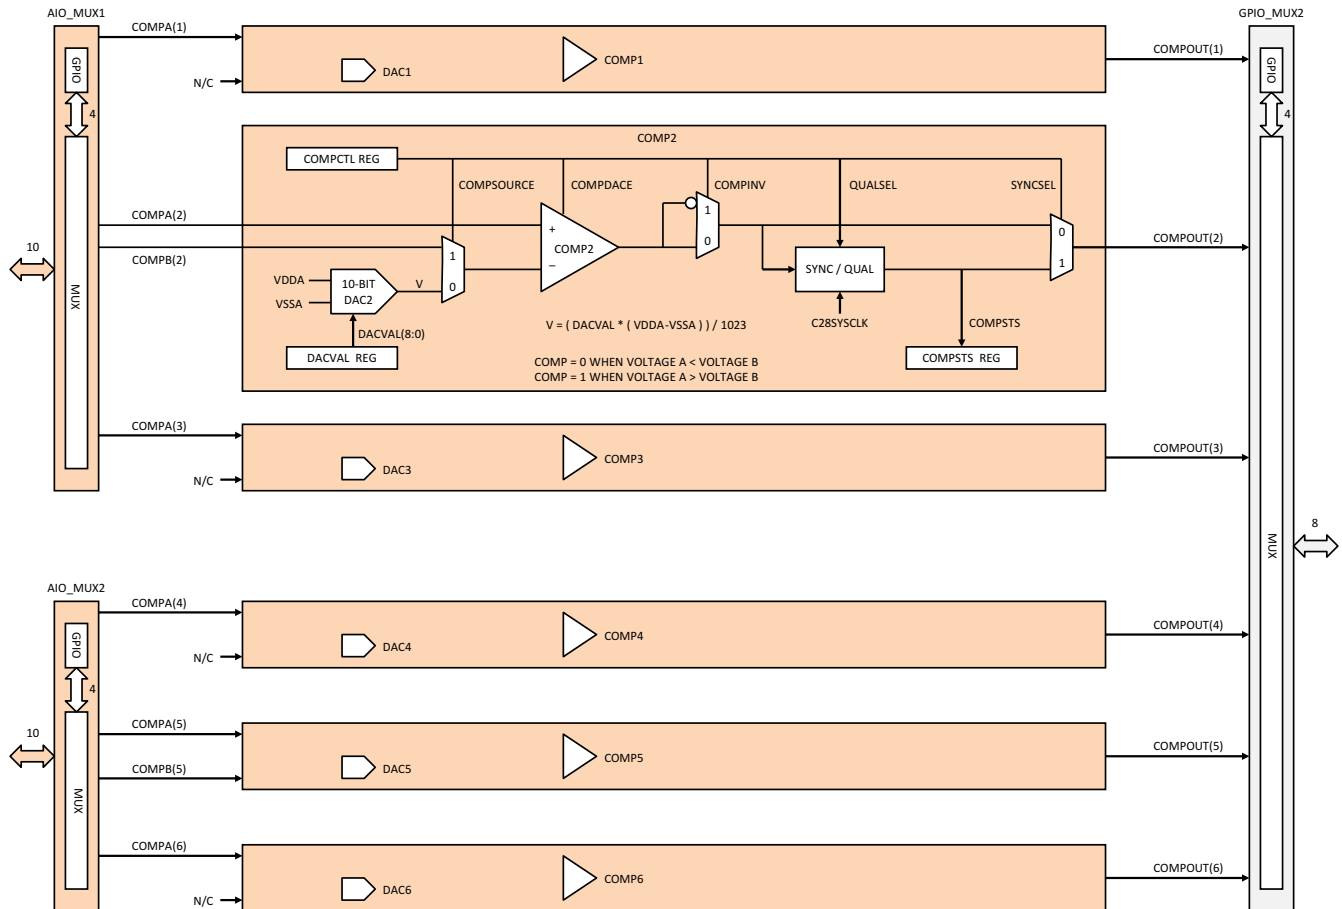 AIO_MUX1
GPIO_MUX2
COMPA(1)
GPIO
4
N/C
DAC1
COMP1
COMPOUT(1)
GPIO
4
COMP2
COMPCTL REG
COMPSOURCE
COMPDACE
COMPINV
QUALSEL
SYNCSEL
COMPA(2)
COMPB(2)
10
MUX
VDDA
VSSA
10-BIT
DAC2
V
1
0
+
–
COMP2
1
0
SYNC / QUAL
0
1
COMPOUT(2)
DACVAL(8:0)
DACVAL REG
V = ( DACVAL * ( VDDA-VSSA ) ) / 1023
C28SYSCLK
COMPSTS
COMPSTS REG
COMP = 0 WHEN VOLTAGE A < VOLTAGE B
COMP = 1 WHEN VOLTAGE A > VOLTAGE B
COMPA(3)
N/C
DAC3
COMP3
COMPOUT(3)
MUX
8
AIO_MUX2
COMPA(4)
GPIO
4
N/C
DAC4
COMP4
COMPOUT(4)
COMPA(5)
COMPB(5)
10
MUX
DAC5
COMP5
COMPOUT(5)
COMPA(6)
N/C
DAC6
COMP6
COMPOUT(6)